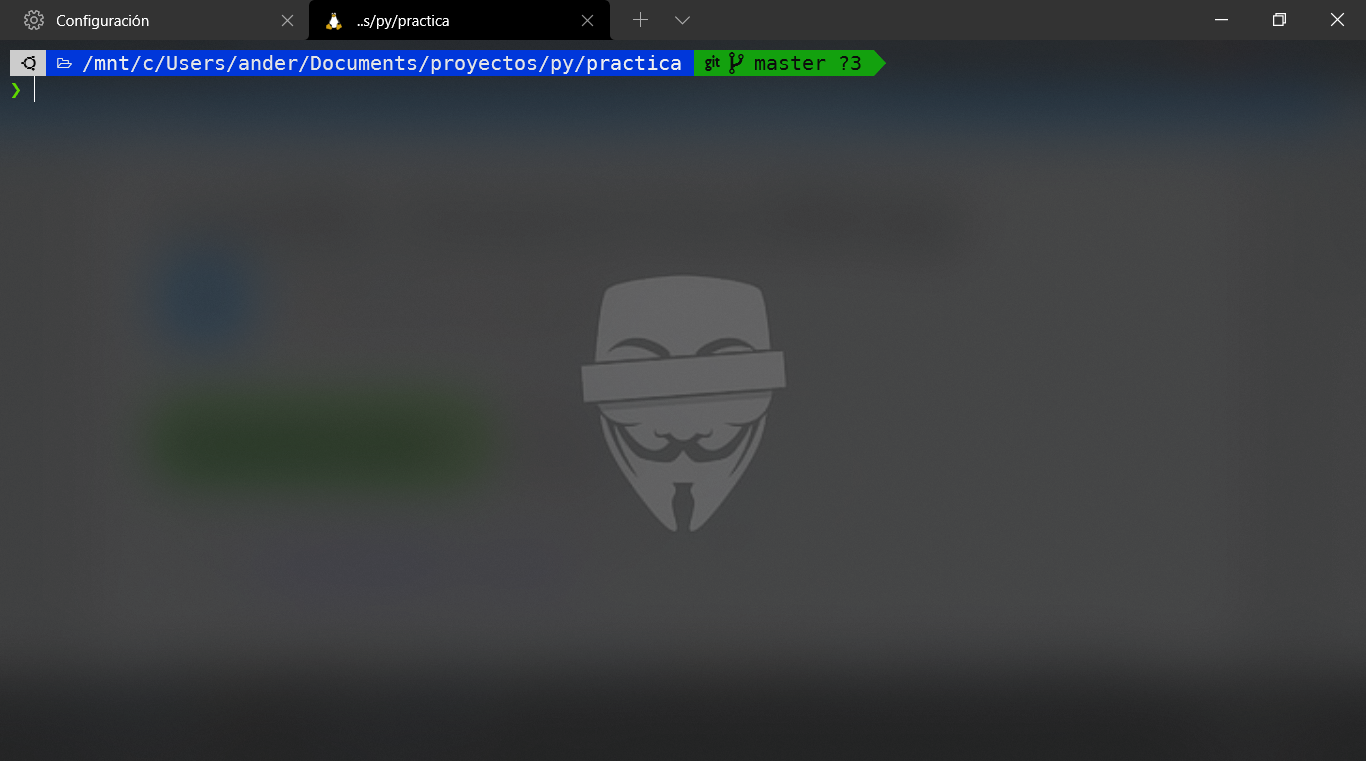 Configuración
..s/py/practica
/mnt/c/Users/ander/Documents/proyectos/py/practica git master ?3
❯